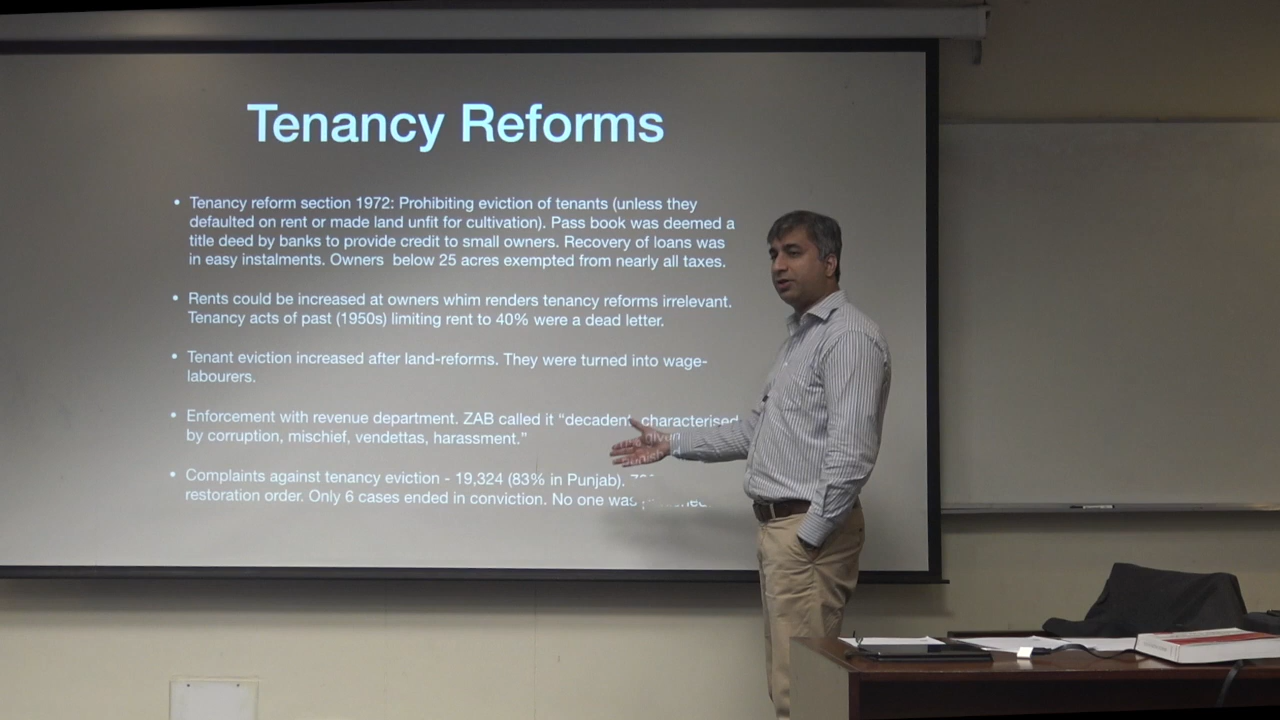 Tenancy Reforms
• Tenancy reform section 1972: Prohibiting eviction of tenants (unless they
defaulted on rent or made land unfit for cultivation). Pass book was deemed a
title deed by banks to provide credit to small owners. Recovery of loans was
in easy instalments. Owners below 25 acres exempted from nearly all taxes.
• Rents could be increased at owners whim renders tenancy reforms irrelevant.
Tenancy acts of past (1950s) limiting rent to 40% were a dead letter.
• Tenant eviction increased after land-reforms. They were turned into wage-
labourers.
• Enforcement with revenue department. ZAB called it “decadent, characterised
by corruption, mischief, vendettas, harassment.”
• Complaints against tenancy eviction - 19,324 (83% in Punjab).
given
restoration order. Only 6 cases ended in conviction. No one was